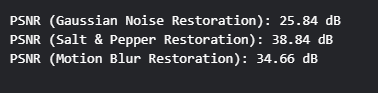 PSNR (Gaussian Noise Restoration): 25.84 dB
PSNR (Salt & Pepper Restoration): 38.84 dB
PSNR (Motion Blur Restoration): 34.66 dB